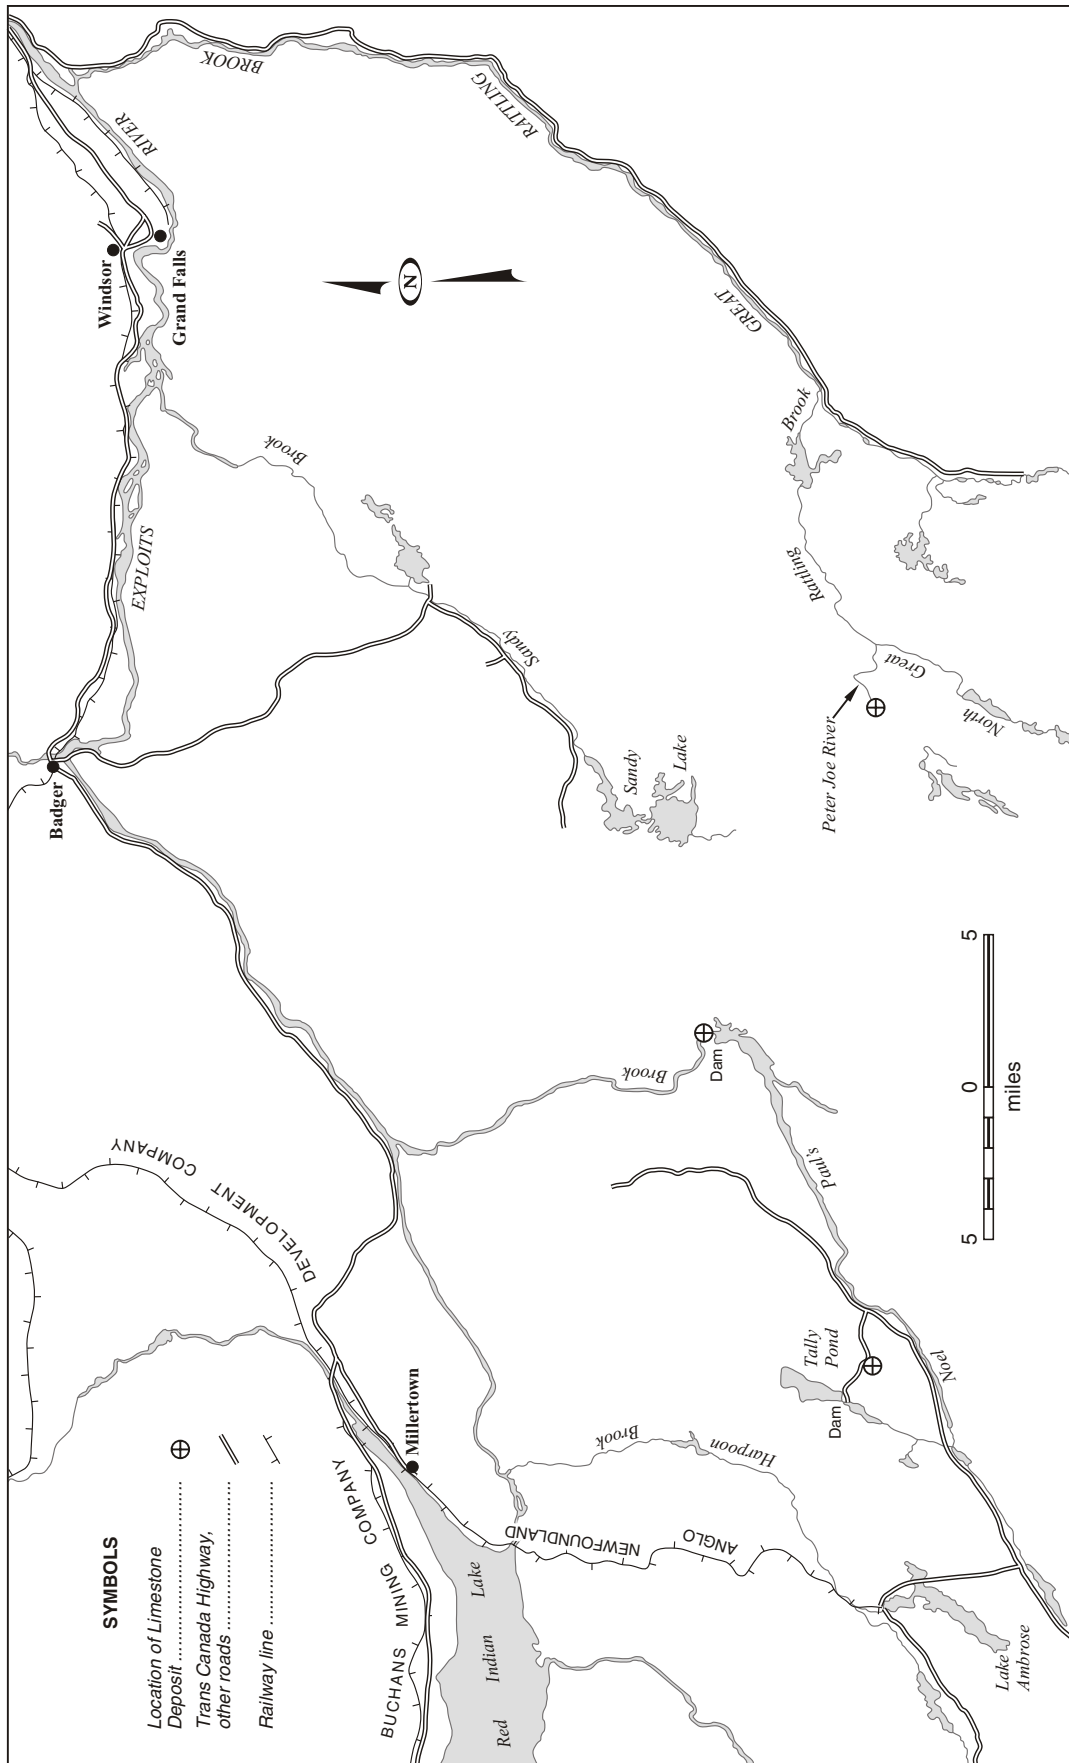 SYMBOLS
Location of Limestone
Deposit ..............................
Trans Canada Highway,
other roads ......................
Railway line ......................
BROOK
RATTLING
GREAT
RIVER
EXPLOITS
Windsor
Grand Falls
N
Badger
Brook
Sandy
Sandy
Lake
Brook
Rattling
Great
North
Peter Joe River
5 0 5
miles
Brook
Dam
Paul's
Noel
Tally
Pond
Dam
Harpoon
Brook
Millertown
DEVELOPMENT COMPANY
ANGLO NEWFOUNDLAND
BUCHANS MINING COMPANY
Red Indian Lake
Lake
Ambrose